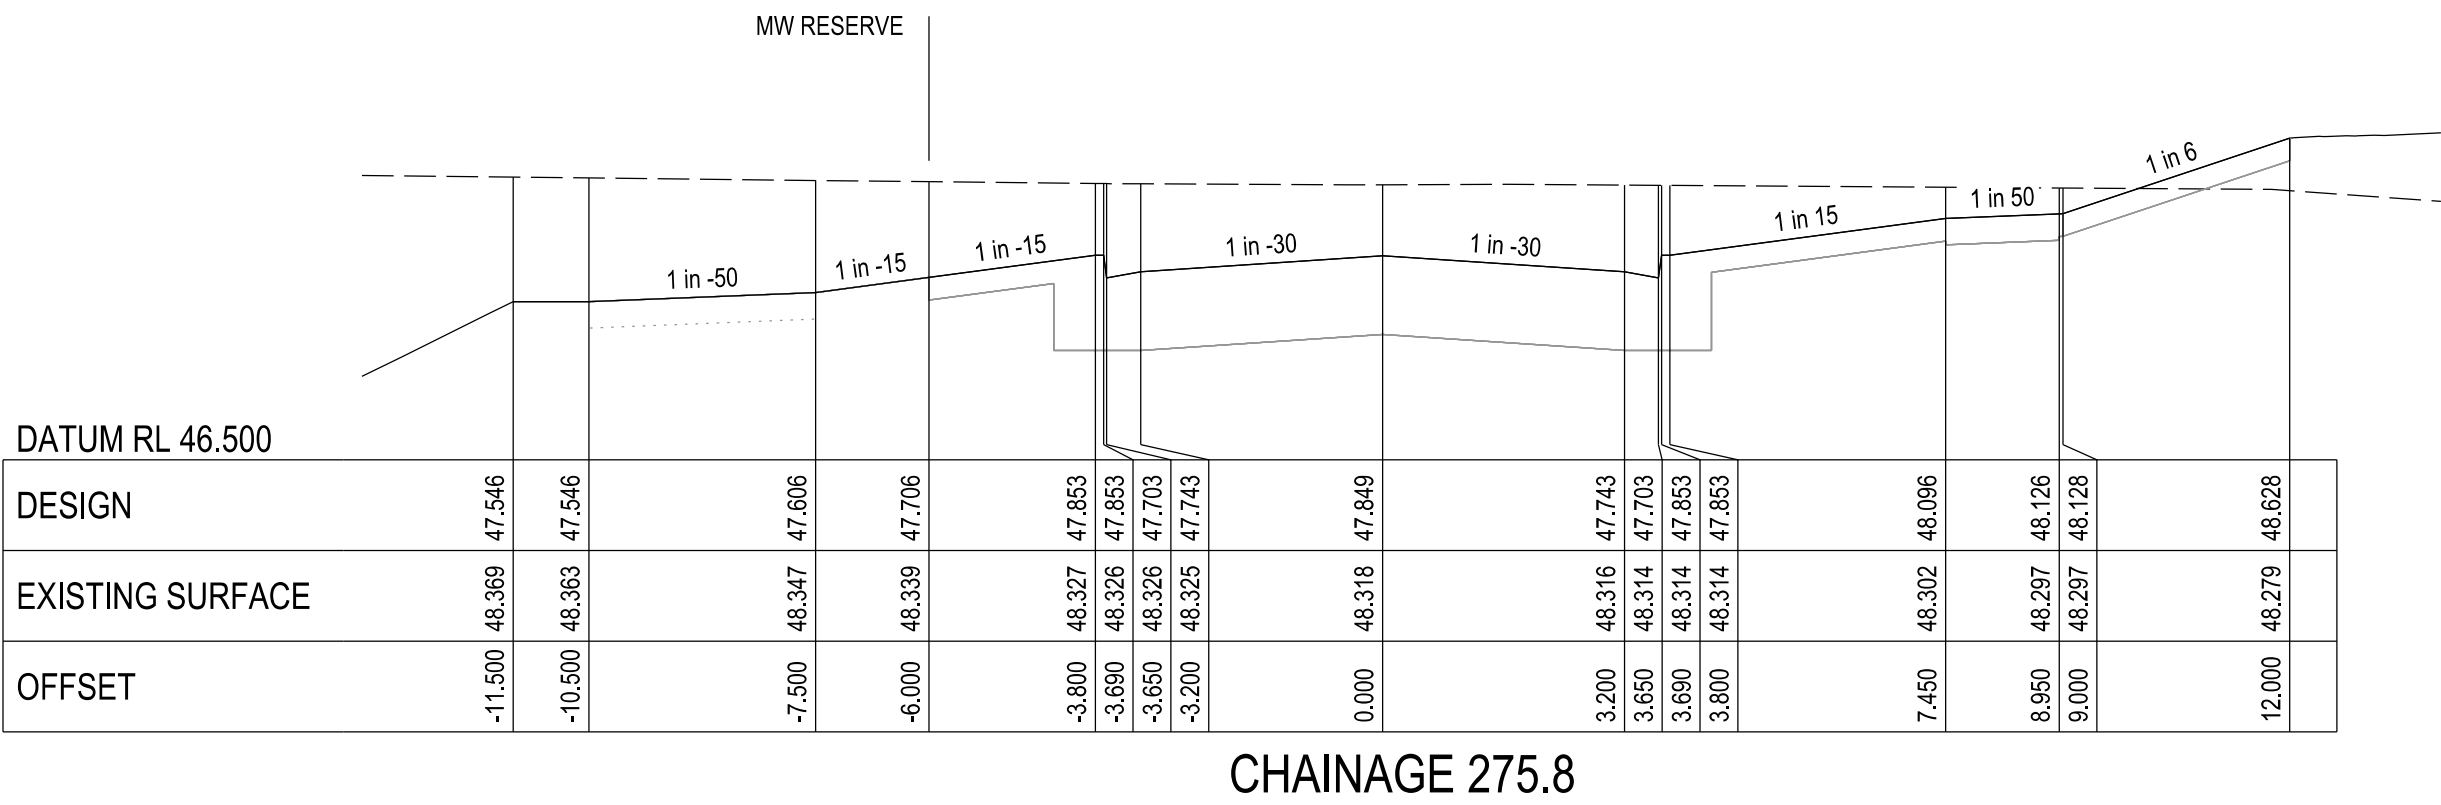 MW RESERVE
1 in 6
1 in 50
1 in 15
1 in -15
1 in -30
1 in -30
1 in -15
1 in -50
DATUM RL 46.500
DESIGN 47.546 47.546 47.606 47.706 47.853 47.853 47.703 47.743 47.849 47.743 47.703 47.853 47.853 48.096 48.126 48.128 48.628
EXISTING SURFACE 48.369 48.363 48.347 48.339 48.327 48.326 48.326 48.325 48.318 48.316 48.314 48.314 48.314 48.302 48.297 48.297 48.279
OFFSET -11.500 -10.500 -7.500 -6.000 -3.800 -3.690 -3.650 -3.200 0.000 3.200 3.650 3.690 3.800 7.450 8.950 9.000 12.000
CHAINAGE 275.8